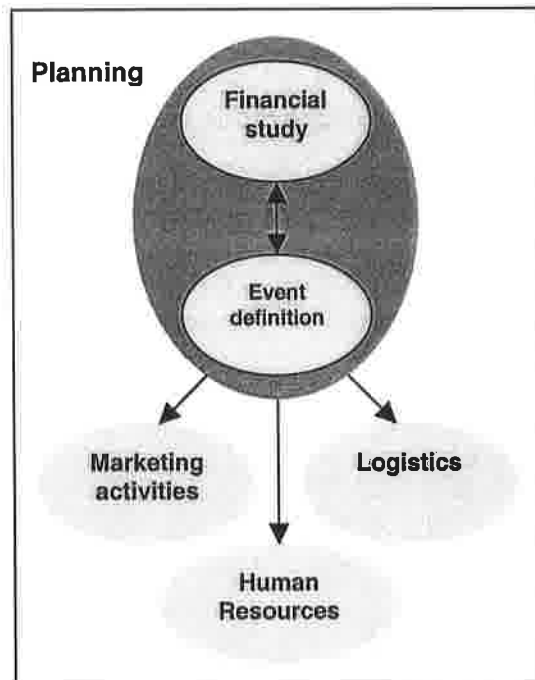 Planning
Financial
study
Event
definition
Marketing
activities
Logistics
Human
Resources